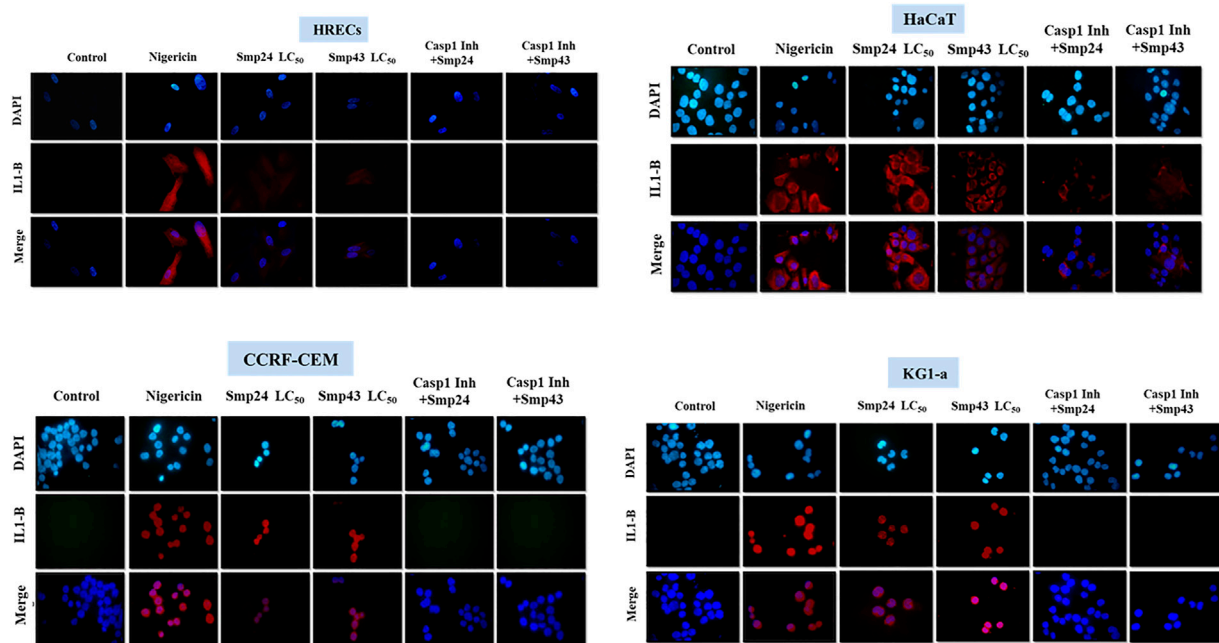 HRECs
Control Nigericin Smp24 LC50 Smp43 LC50 Casp1 Inh +Smp24 Casp1 Inh +Smp43
DAPI
IL1-B
Merge
HaCaT
Control Nigericin Smp24 LC50 Smp43 LC50 Casp1 Inh +Smp24 Casp1 Inh +Smp43
DAPI
IL1-B
Merge
CCRF-CEM
Control Nigericin Smp24 LC50 Smp43 LC50 Casp1 Inh +Smp24 Casp1 Inh +Smp43
DAPI
IL1-B
Merge
KG1-a
Control Nigericin Smp24 LC50 Smp43 LC50 Casp1 Inh +Smp24 Casp1 Inh +Smp43
DAPI
IL1-B
Merge